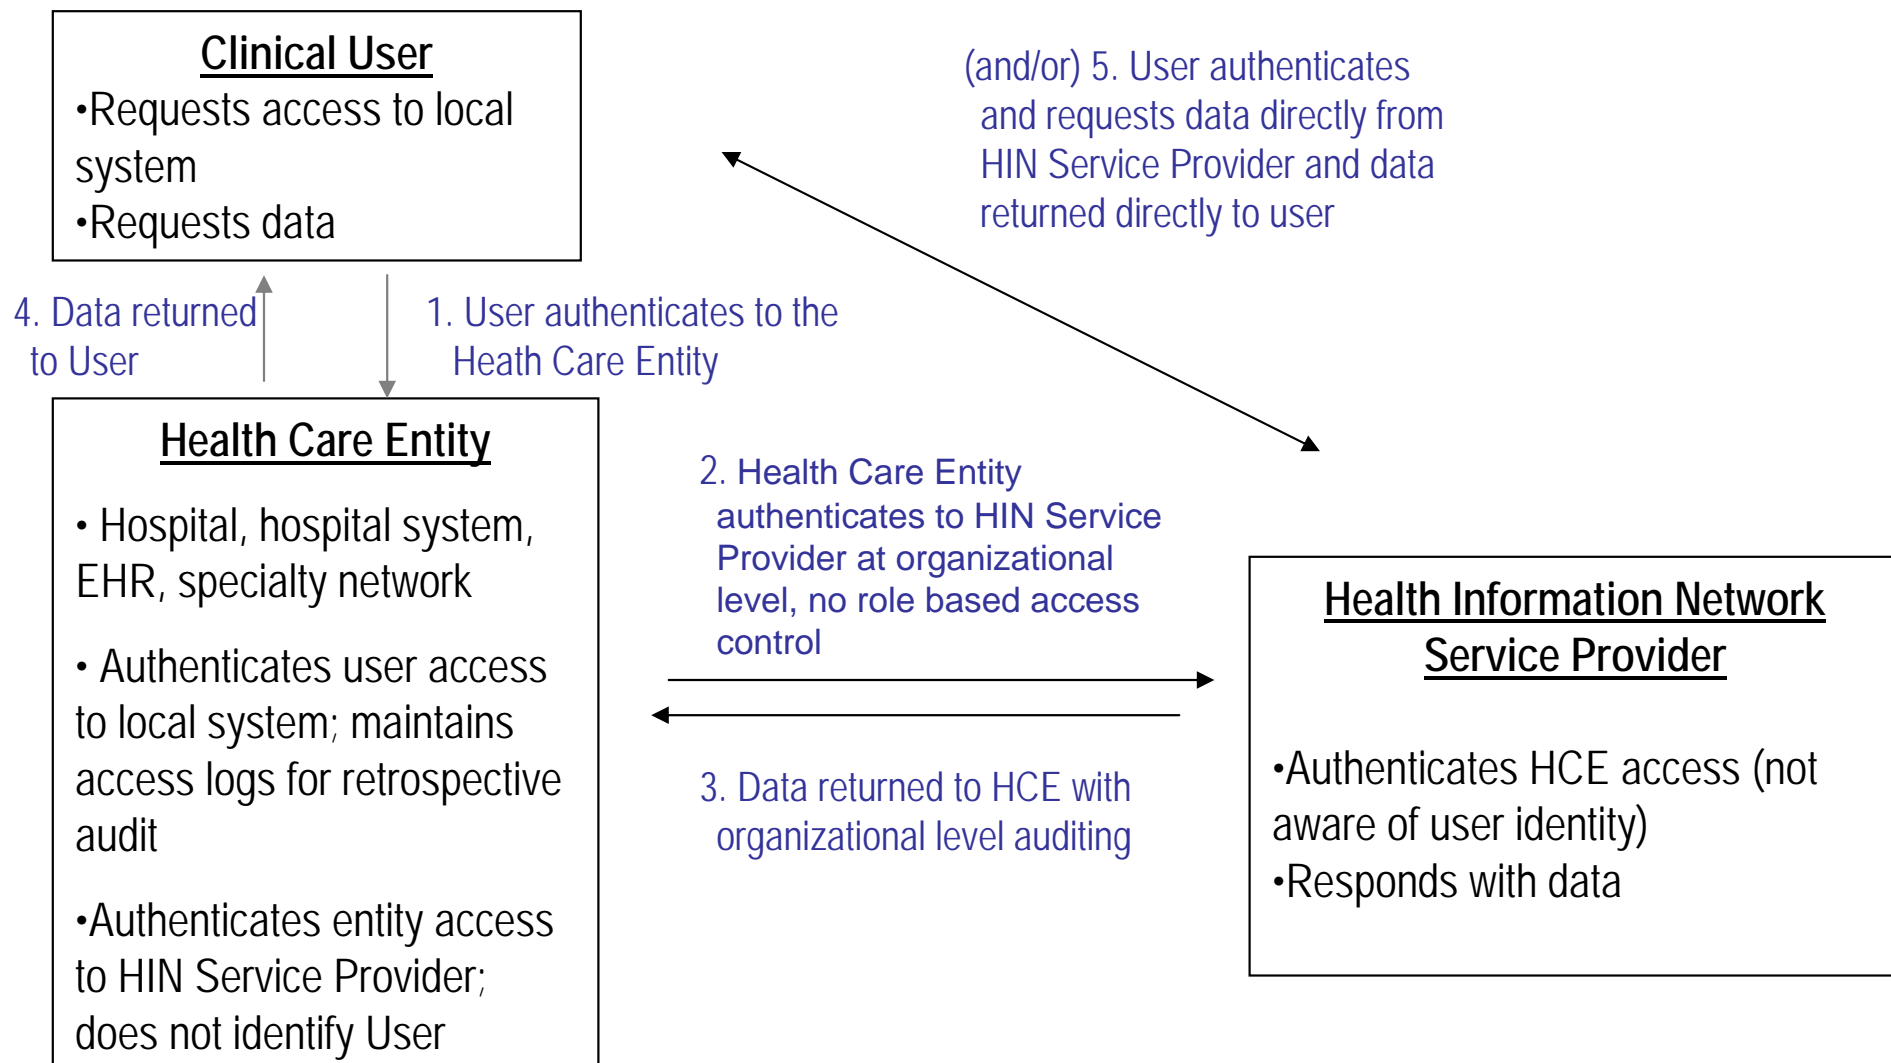 Clinical User
•Requests access to local
system
•Requests data
(and/or) 5. User authenticates
and requests data directly from
HIN Service Provider and data
returned directly to user
4. Data returned
to User
1. User authenticates to the
Heath Care Entity
Health Care Entity
• Hospital, hospital system,
EHR, specialty network
• Authenticates user access
to local system; maintains
access logs for retrospective
audit
•Authenticates entity access
to HIN Service Provider;
does not identify User
2. Health Care Entity
authenticates to HIN Service
Provider at organizational
level, no role based access
control
3. Data returned to HCE with
organizational level auditing
Health Information Network
Service Provider
•Authenticates HCE access (not
aware of user identity)
•Responds with data